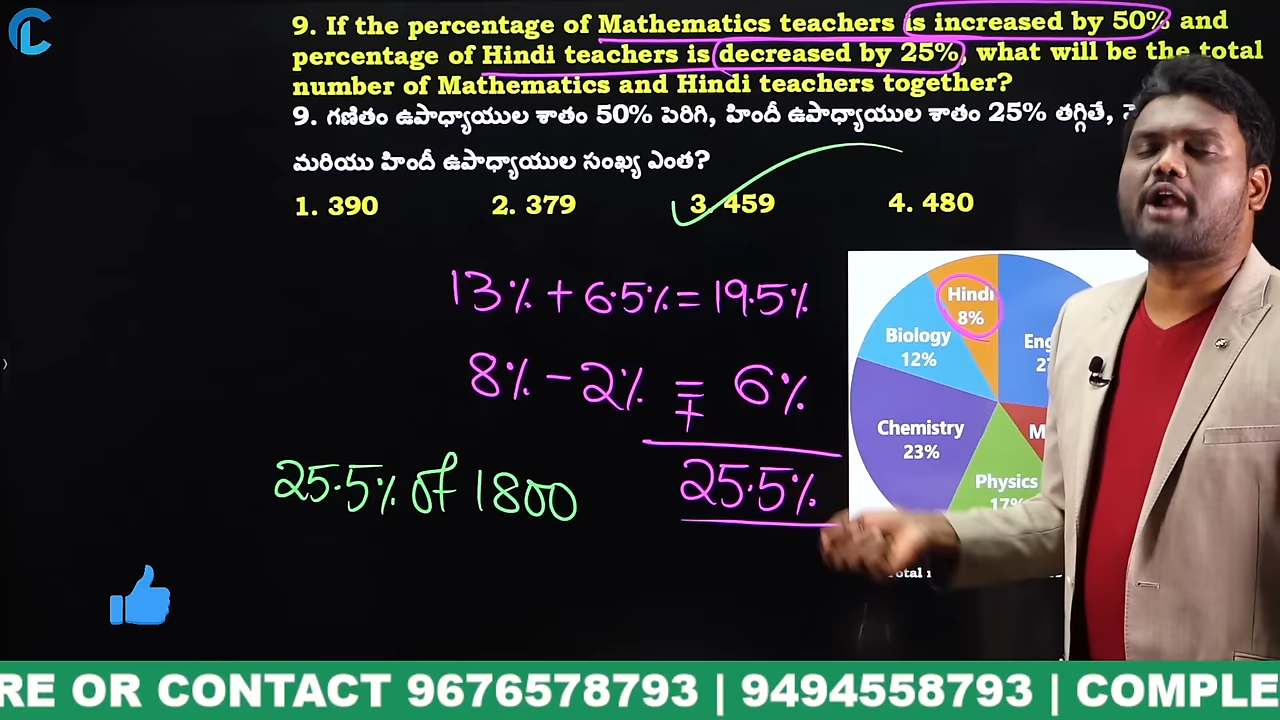 9. If the percentage of Mathematics teachers is increased by 50% and
percentage of Hindi teachers is decreased by 25%, what will be the total
number of Mathematics and Hindi teachers together?
9. గణితం ఉపాధ్యాయుల శాతం 50% పెరిగి, హిందీ ఉపాధ్యాయుల శాతం 25% తగ్గితే,
మరియు హిందీ ఉపాధ్యాయుల సంఖ్య ఎంత?
1. 390 2. 379 3. 459 4. 480
13% + 6.5% = 19.5%
8% - 2% = 6%
+
25.5%
25.5% of 1800
Hindi
8%
Biology
12%
Chemistry
23%
Physics
17%
RE OR CONTACT 9676578793 | 9494558793 | COMPLE